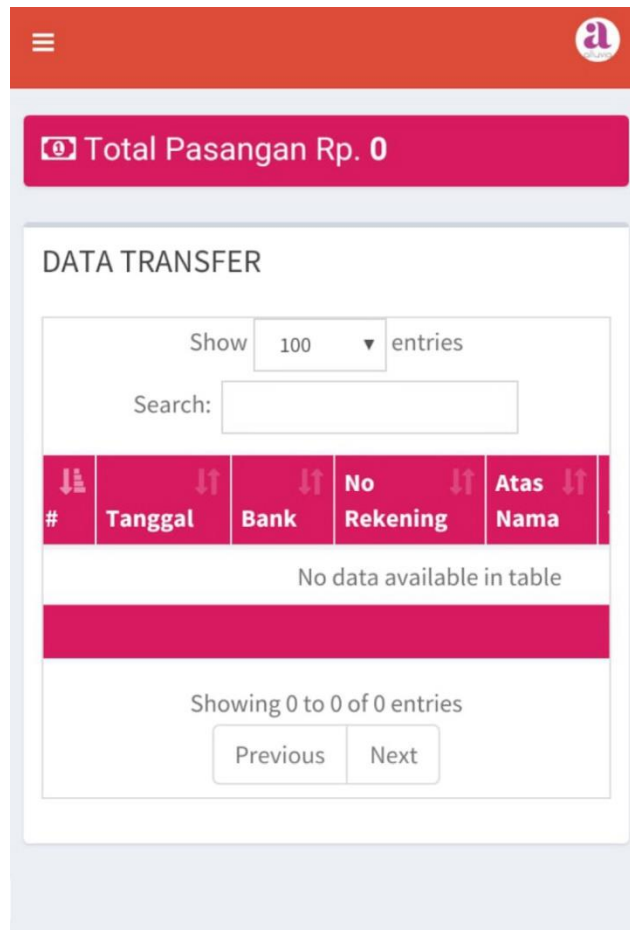 Total Pasangan Rp. 0
DATA TRANSFER
Show 100 entries
Search:
# Tanggal Bank No Rekening Atas Nama
No data available in table
Showing 0 to 0 of 0 entries
Previous Next